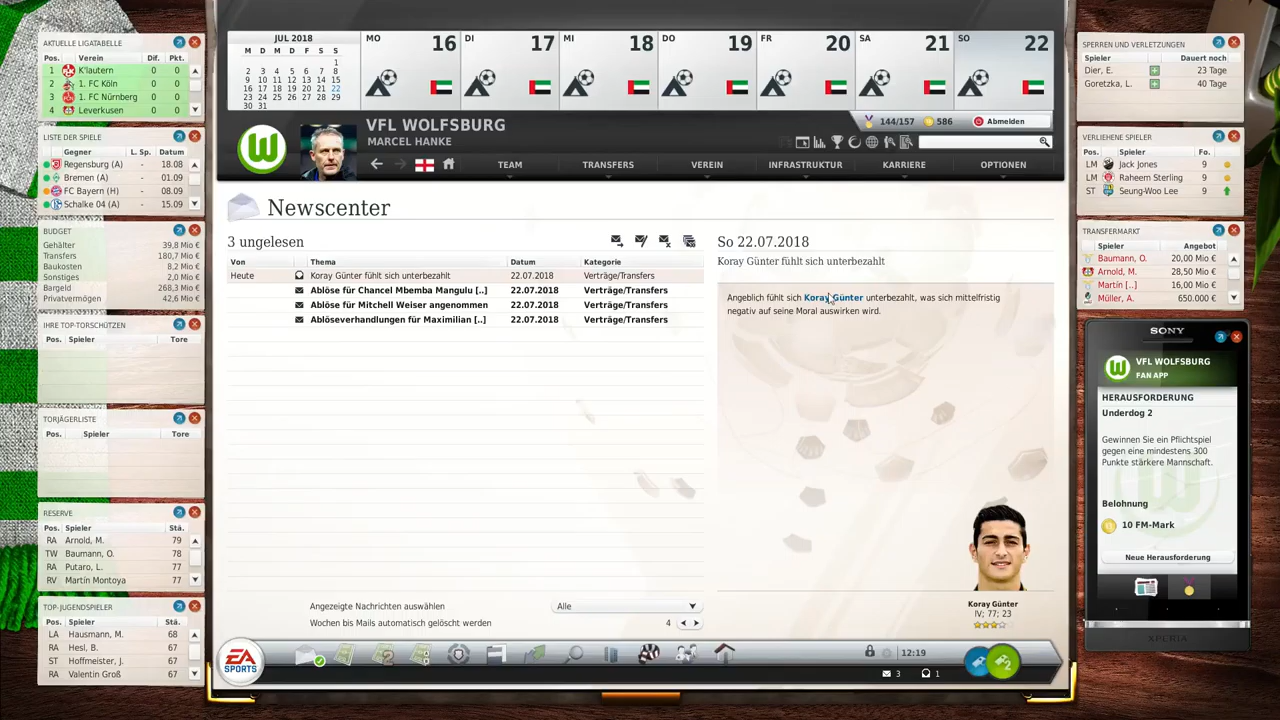 AKTUELLE LIGATABELLE
Pos. Verein Dif. Pkt.
1 K'lautern 0 0
2 1. FC Köln 0 0
3 1. FC Nürnberg 0 0
4 Leverkusen 0 0
LISTE DER SPIELE
Gegner L. Sp. Datum
Regensburg (A) - 18.08
Bremen (A) - 01.09
FC Bayern (H) - 08.09
Schalke 04 (A) - 15.09
BUDGET
Gehälter 39,8 Mio €
Transfers 180,7 Mio €
Baukosten 8,2 Mio €
Sonstiges 2,0 Mio €
Bargeld 268,3 Mio €
Privatvermögen 42,6 Mio €
IHRE TOP-TORSCHÜTZEN
Pos. Spieler Tore
TORJÄGERLISTE
Pos. Spieler Tore
RESERVE
Pos. Spieler Stä.
RA Arnold, M. 79
TW Baumann, O. 78
RA Putaro, L. 77
RV Martín Montoya 77
TOP-JUGENDSPIELER
Pos. Spieler Stä.
LA Hausmann, M. 68
RA Hesl, B. 67
ST Hoffmeister, J. 67
RA Valentin Groß 67
JUL 2018
M D M D F S S
1
2 3 4 5 6 7 8
9 10 11 12 13 14 15
16 17 18 19 20 21 22
23 24 25 26 27 28 29
30 31
MO 16
DI 17
MI 18
DO 19
FR 20
SA 21
SO 22
144/157 586 Abmelden
VFL WOLFSBURG
MARCEL HANKE
TEAM TRANSFERS VEREIN INFRASTRUKTUR KARRIERE OPTIONEN
Newscenter
3 ungelesen
Von Thema Datum Kategorie
Heute Koray Günter fühlt sich unterbezahlt 22.07.2018 Verträge/Transfers
Ablöse für Chancel Mbemba Mangulu [..] 22.07.2018 Verträge/Transfers
Ablöse für Mitchell Weiser angenommen 22.07.2018 Verträge/Transfers
Ablöseverhandlungen für Maximilian [..] 22.07.2018 Verträge/Transfers
So 22.07.2018
Koray Günter fühlt sich unterbezahlt
Angeblich fühlt sich Koray Günter unterbezahlt, was sich mittelfristig
negativ auf seine Moral auswirken wird.
Koray Günter
IV; 77; 23
Angezeigte Nachrichten auswählen Alle
Wochen bis Mails automatisch gelöscht werden 4
EA
SPORTS
12:19
3 1
SPERREN UND VERLETZUNGEN
Spieler Dauert noch
Dier, E. 23 Tage
Goretzka, L. 40 Tage
VERLIEHENE SPIELER
Pos. Spieler Fo.
LM Jack Jones 9
LM Raheem Sterling 9
ST Seung-Woo Lee 9
TRANSFERMARKT
Spieler Angebot
Baumann, O. 20,00 Mio €
Arnold, M. 28,50 Mio €
Martín [..] 16,00 Mio €
Müller, A. 650.000 €
SONY
VFL WOLFSBURG
FAN APP
HERAUSFORDERUNG
Underdog 2
Gewinnen Sie ein Pflichtspiel
gegen eine mindestens 300
Punkte stärkere Mannschaft.
Belohnung
10 FM-Mark
Neue Herausforderung
XPERIA